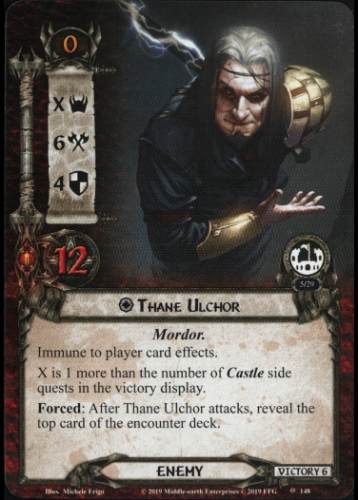 0
X
6
4
12
5/29
Thane Ulchor
Mordor.
Immune to player card effects.
X is 1 more than the number of Castle side
quests in the victory display.
Forced: After Thane Ulchor attacks, reveal
the top card of the encounter deck.
ENEMY
VICTORY 6
Illus. Michele Frigo
© 2019 Middle-earth Enterprises © 2019 FFG
148